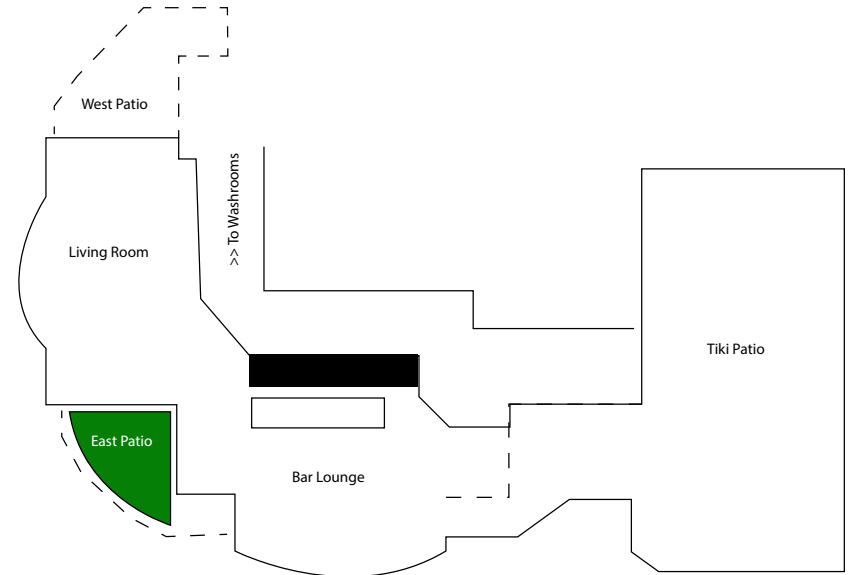 West Patio
>> To Washrooms
Living Room
Tiki Patio
East Patio
Bar Lounge